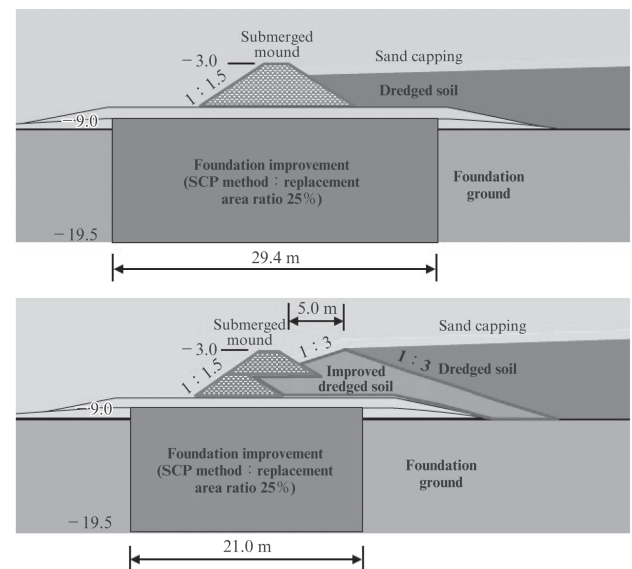 Submerged
mound
−3.0
Sand capping
1 : 1.5
Dredged soil
−9.0
Foundation improvement
(SCP method : replacement
area ratio 25%)
Foundation
ground
−19.5
29.4 m
5.0 m
Submerged
mound
1 : 3
Sand capping
−3.0
1 : 1.5
1 : 3
Dredged soil
Improved
dredged soil
−9.0
Foundation improvement
(SCP method : replacement
area ratio 25%)
Foundation
ground
−19.5
21.0 m